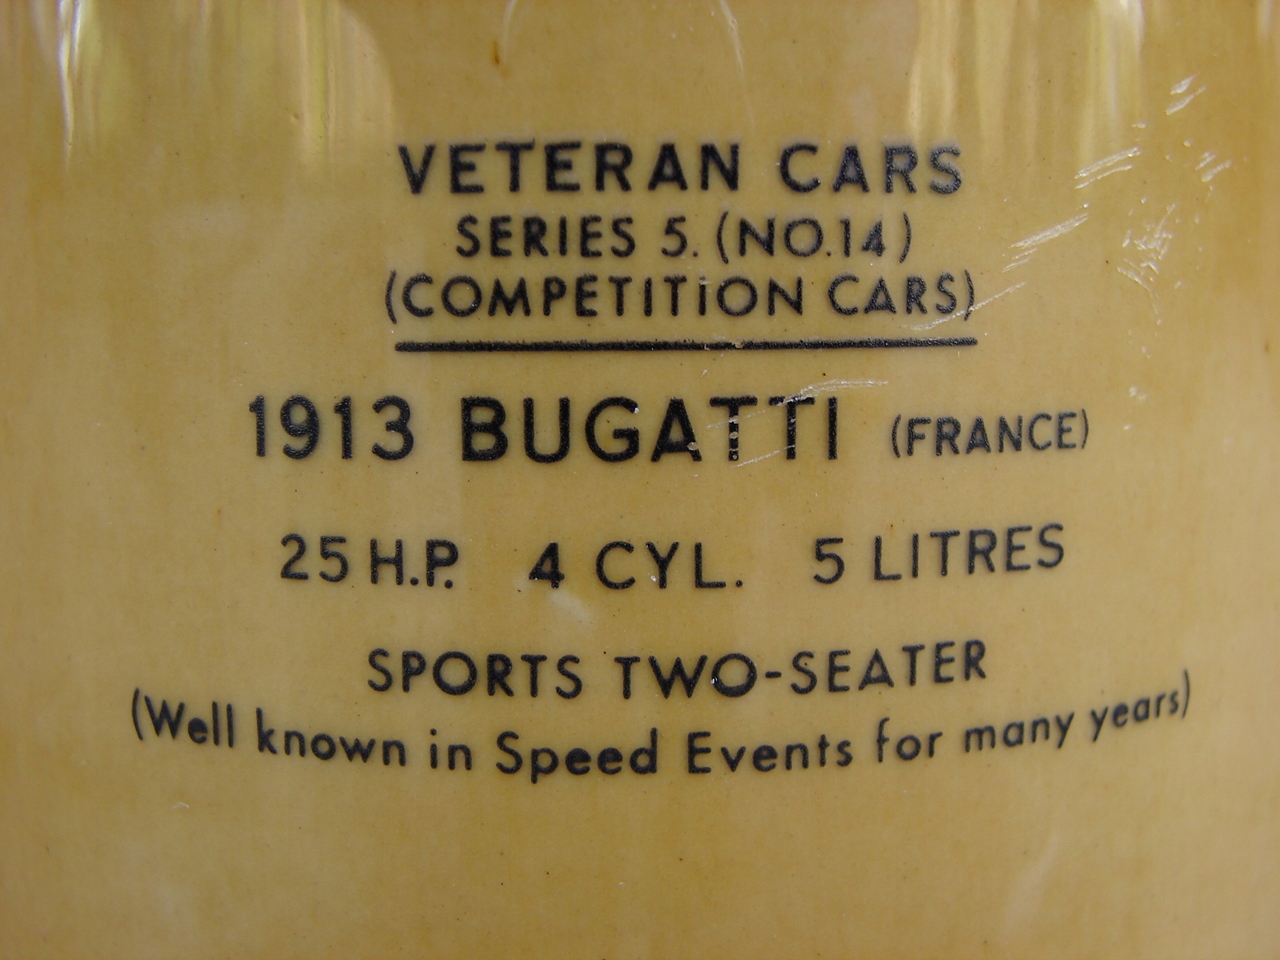 VETERAN CARS
SERIES 5. (NO.14)
(COMPETITION CARS)
1913 BUGATTI (FRANCE)
25 H.P. 4 CYL. 5 LITRES
SPORTS TWO-SEATER
(Well known in Speed Events for many years)